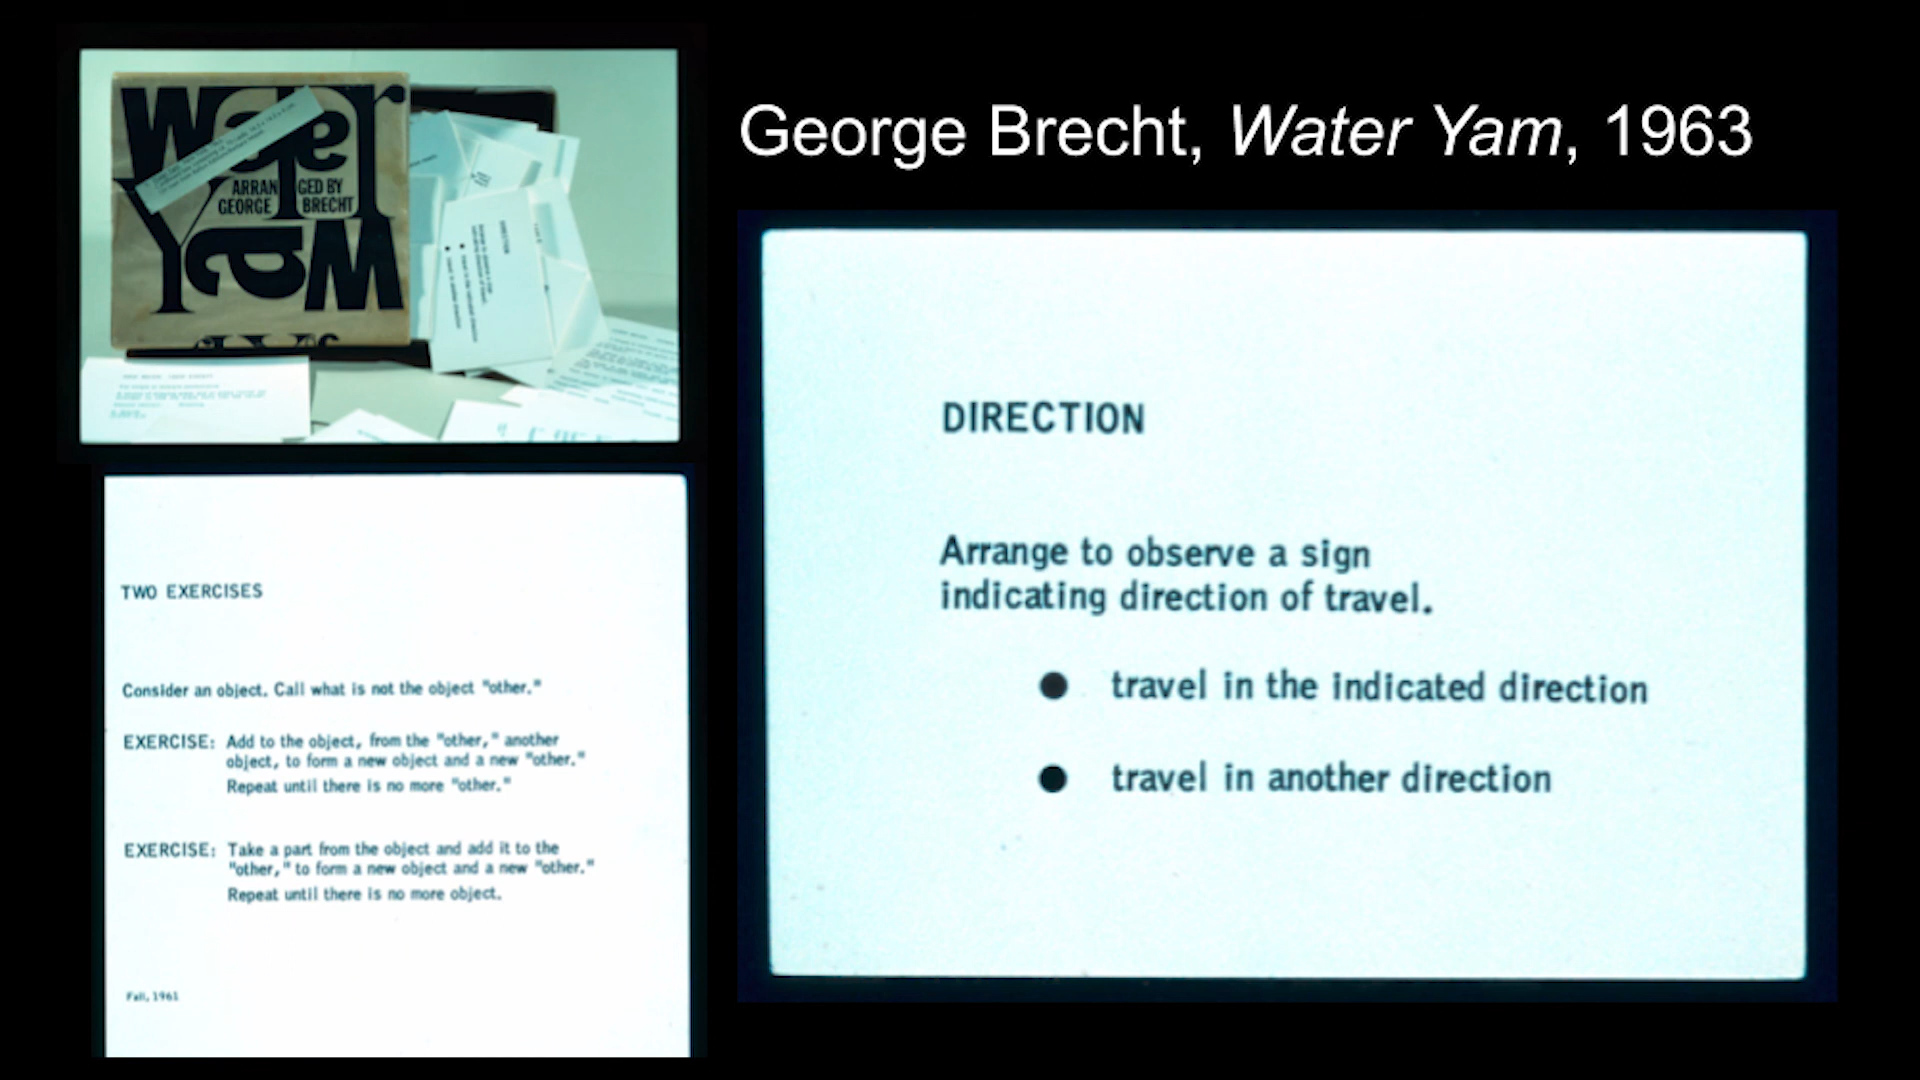 George Brecht, Water Yam, 1963
Water
ARRANGED BY
GEORGE BRECHT
Yam
DIRECTION
TWO EXERCISES
Consider an object. Call what is not the object "other."
EXERCISE: Add to the object, from the "other," another
object, to form a new object and a new "other."
Repeat until there is no more "other."
EXERCISE: Take a part from the object and add it to the
"other," to form a new object and a new "other."
Repeat until there is no more object.
Fall, 1961
DIRECTION
Arrange to observe a sign
indicating direction of travel.
● travel in the indicated direction
● travel in another direction